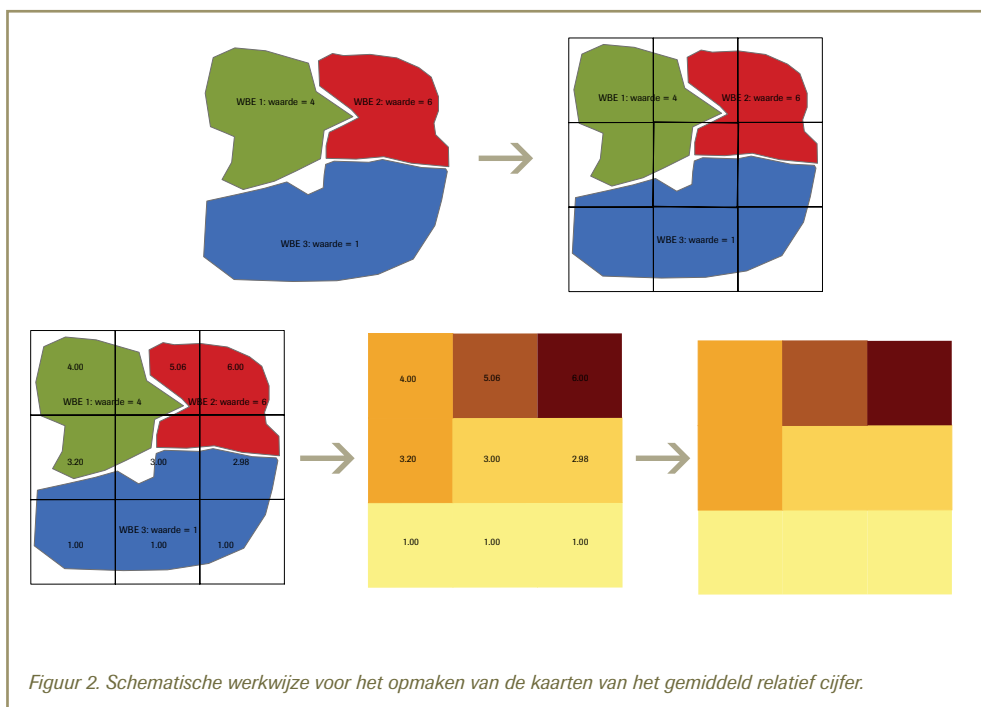 WBE 1: waarde = 4
WBE 2: waarde = 6
WBE 3: waarde = 1
WBE 1: waarde = 4
WBE 2: waarde = 6
WBE 3: waarde = 1
4.00 5.06 6.00
WBE 1: waarde = 4
WBE 2: waarde = 6
3.20 3.00 2.98
WBE 3: waarde = 1
1.00 1.00 1.00
4.00 5.06 6.00
3.20 3.00 2.98
1.00 1.00 1.00
Figuur 2. Schematische werkwijze voor het opmaken van de kaarten van het gemiddeld relatief cijfer.